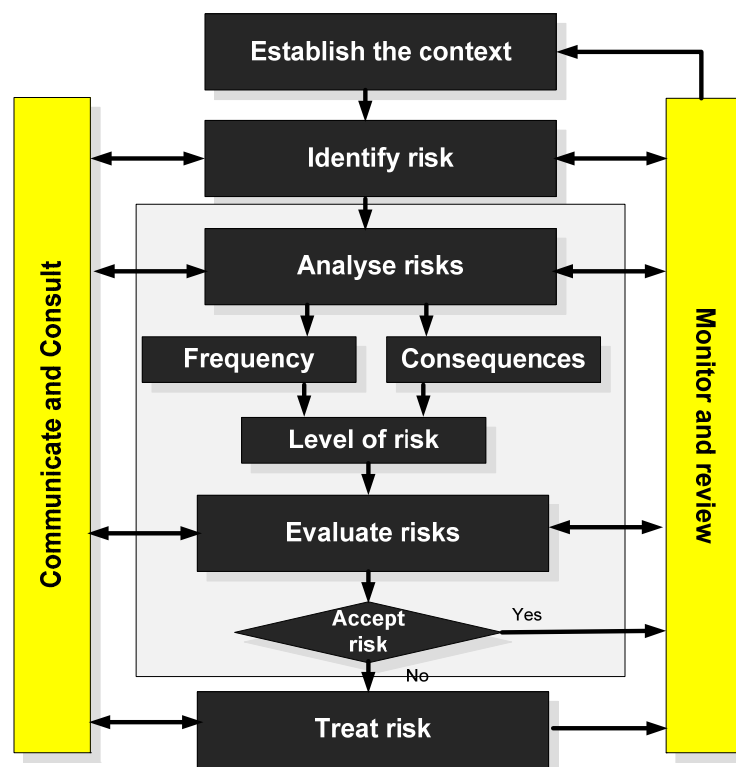 Establish the context
Identify risk
Analyse risks
Frequency
Consequences
Level of risk
Evaluate risks
Accept
risk
Yes
No
Treat risk
Communicate and Consult
Monitor and review